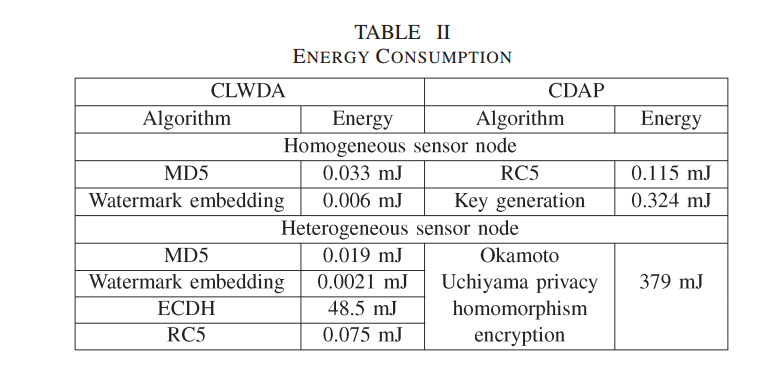 TABLE II
ENERGY CONSUMPTION
CLWDA CDAP
Algorithm Energy Algorithm Energy
Homogeneous sensor node
MD5 0.033 mJ RC5 0.115 mJ
Watermark embedding 0.006 mJ Key generation 0.324 mJ
Heterogeneous sensor node
MD5 0.019 mJ Okamoto
Watermark embedding 0.0021 mJ Uchiyama privacy 379 mJ
ECDH 48.5 mJ homomorphism
RC5 0.075 mJ encryption